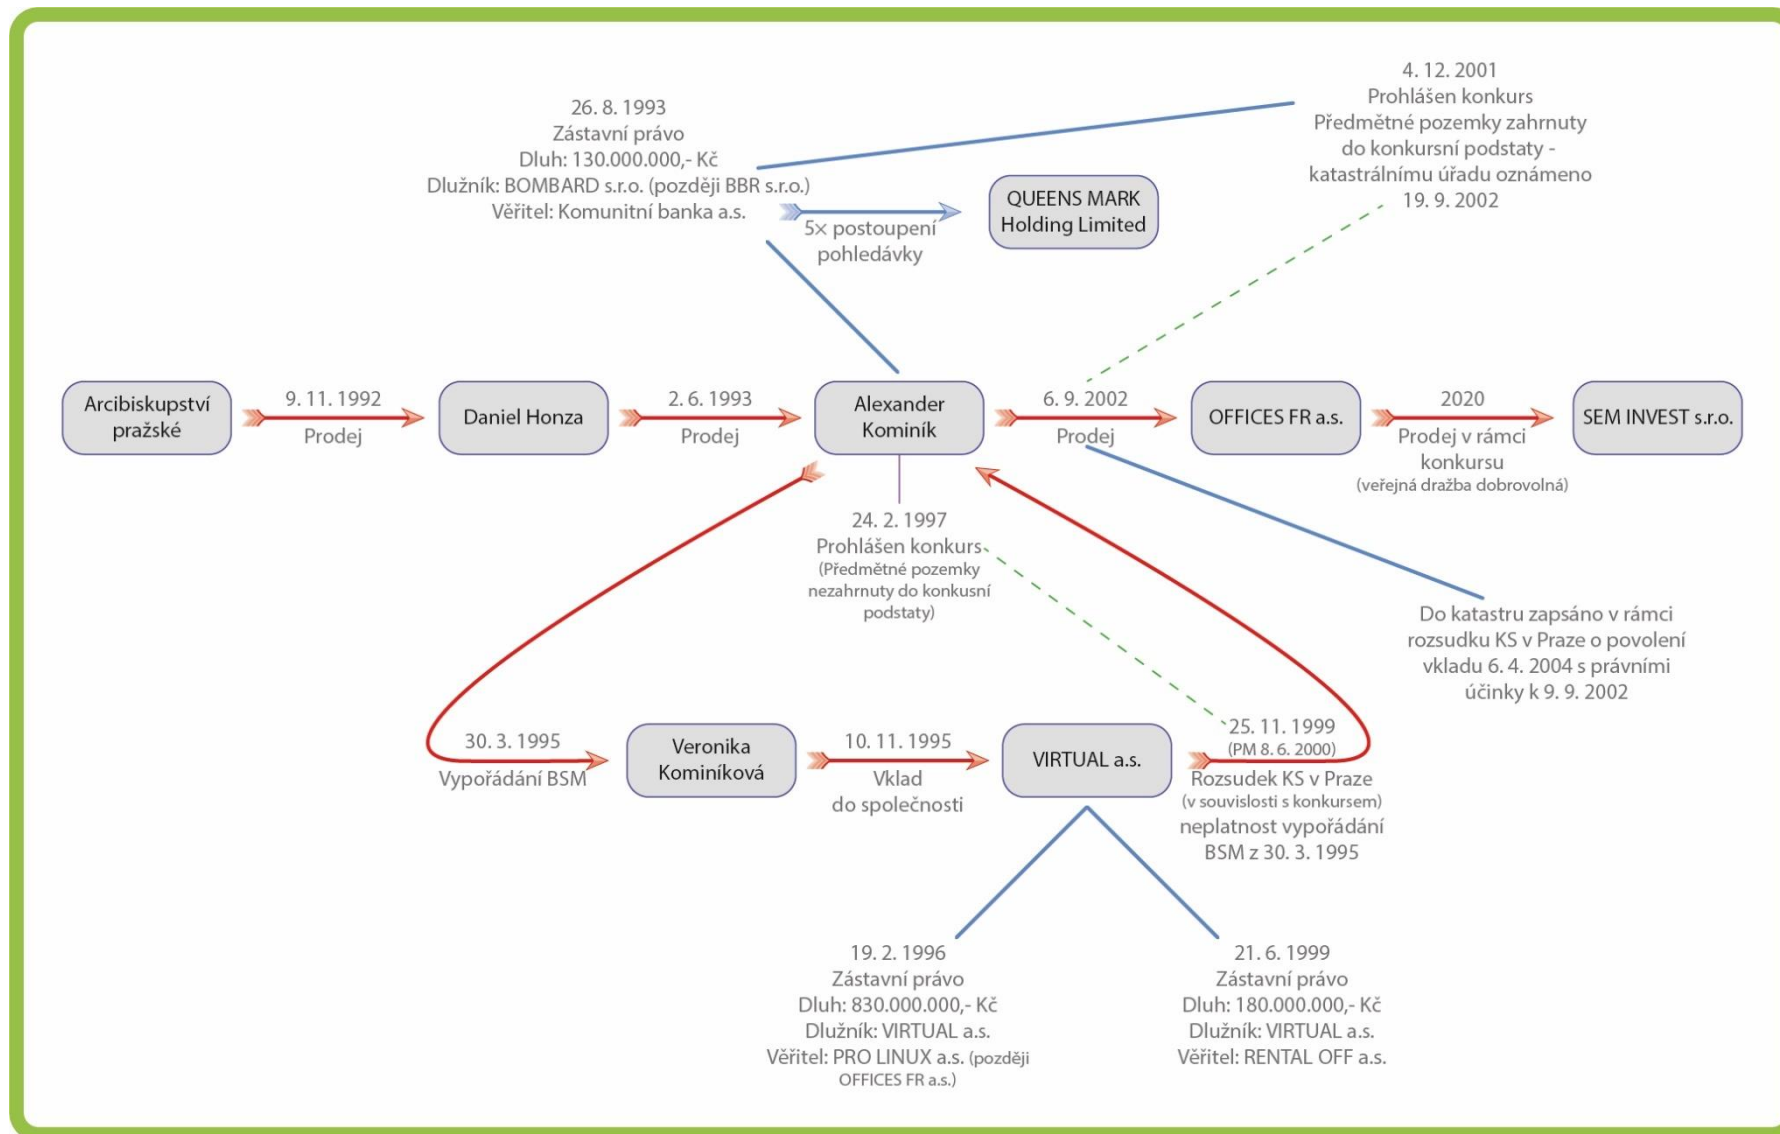 26. 8. 1993
Zástavní právo
Dluh: 130.000.000,- Kč
Dlužník: BOMBARD s.r.o. (později BBR s.r.o.)
Věřitel: Komunitní banka a.s.
5× postoupení
pohledávky
QUEENS MARK
Holding Limited
4. 12. 2001
Prohlášen konkurs
Předmětné pozemky zahrnuty
do konkursní podstaty -
katastrálnímu úřadu oznámeno
19. 9. 2002
Arcibiskupství
pražské
9. 11. 1992
Prodej
Daniel Honza
2. 6. 1993
Prodej
Alexander
Kominík
6. 9. 2002
Prodej
OFFICES FR a.s.
2020
Prodej v rámci
konkursu
(veřejná dražba dobrovolná)
SEM INVEST s.r.o.
24. 2. 1997
Prohlášen konkurs
(Předmětné pozemky
nezahrnuty do konkusní
podstaty)
Do katastru zapsáno v rámci
rozsudku KS v Praze o povolení
vkladu 6. 4. 2004 s právními
účinky k 9. 9. 2002
30. 3. 1995
Vypořádání BSM
Veronika
Kominíková
10. 11. 1995
Vklad
do společnosti
VIRTUAL a.s.
25. 11. 1999
(PM 8. 6. 2000)
Rozsudek KS v Praze
(v souvislosti s konkursem)
neplatnost vypořádání
BSM z 30. 3. 1995
19. 2. 1996
Zástavní právo
Dluh: 830.000.000,- Kč
Dlužník: VIRTUAL a.s.
Věřitel: PRO LINUX a.s. (později
OFFICES FR a.s.)
21. 6. 1999
Zástavní právo
Dluh: 180.000.000,- Kč
Dlužník: VIRTUAL a.s.
Věřitel: RENTAL OFF a.s.